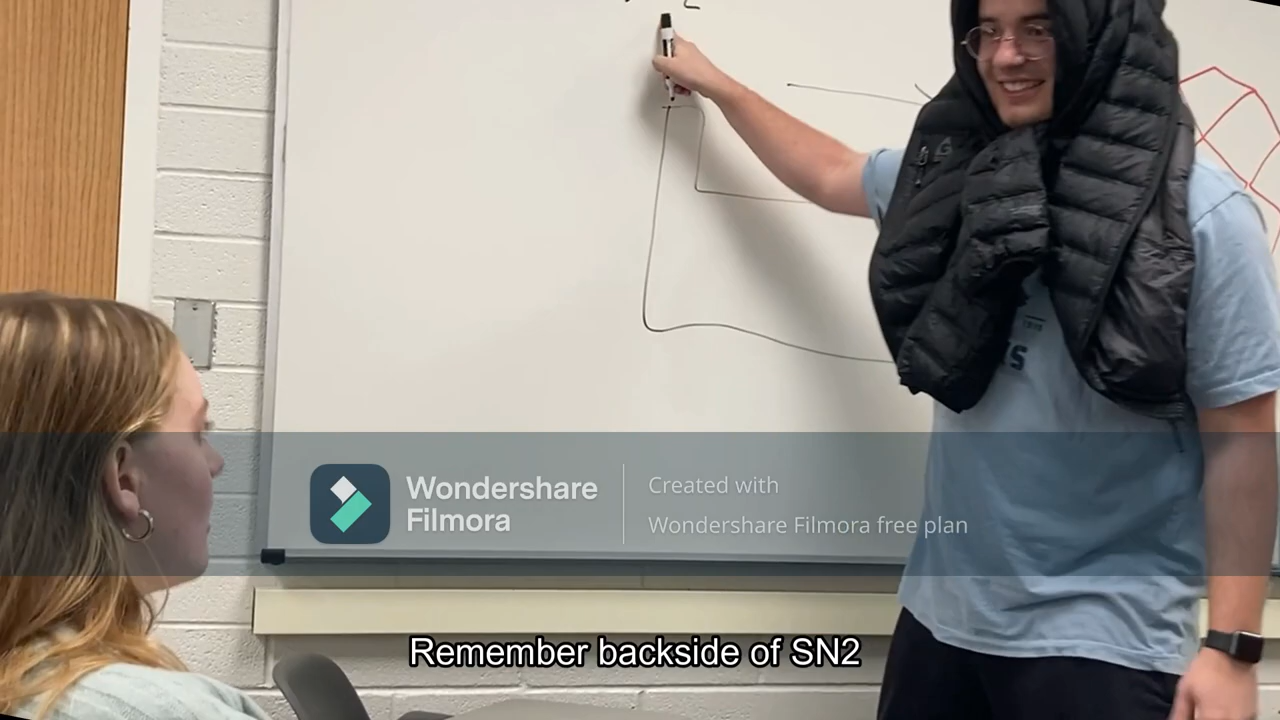 Wondershare
Filmora
Created with
Wondershare Filmora free plan
Remember backside of SN2